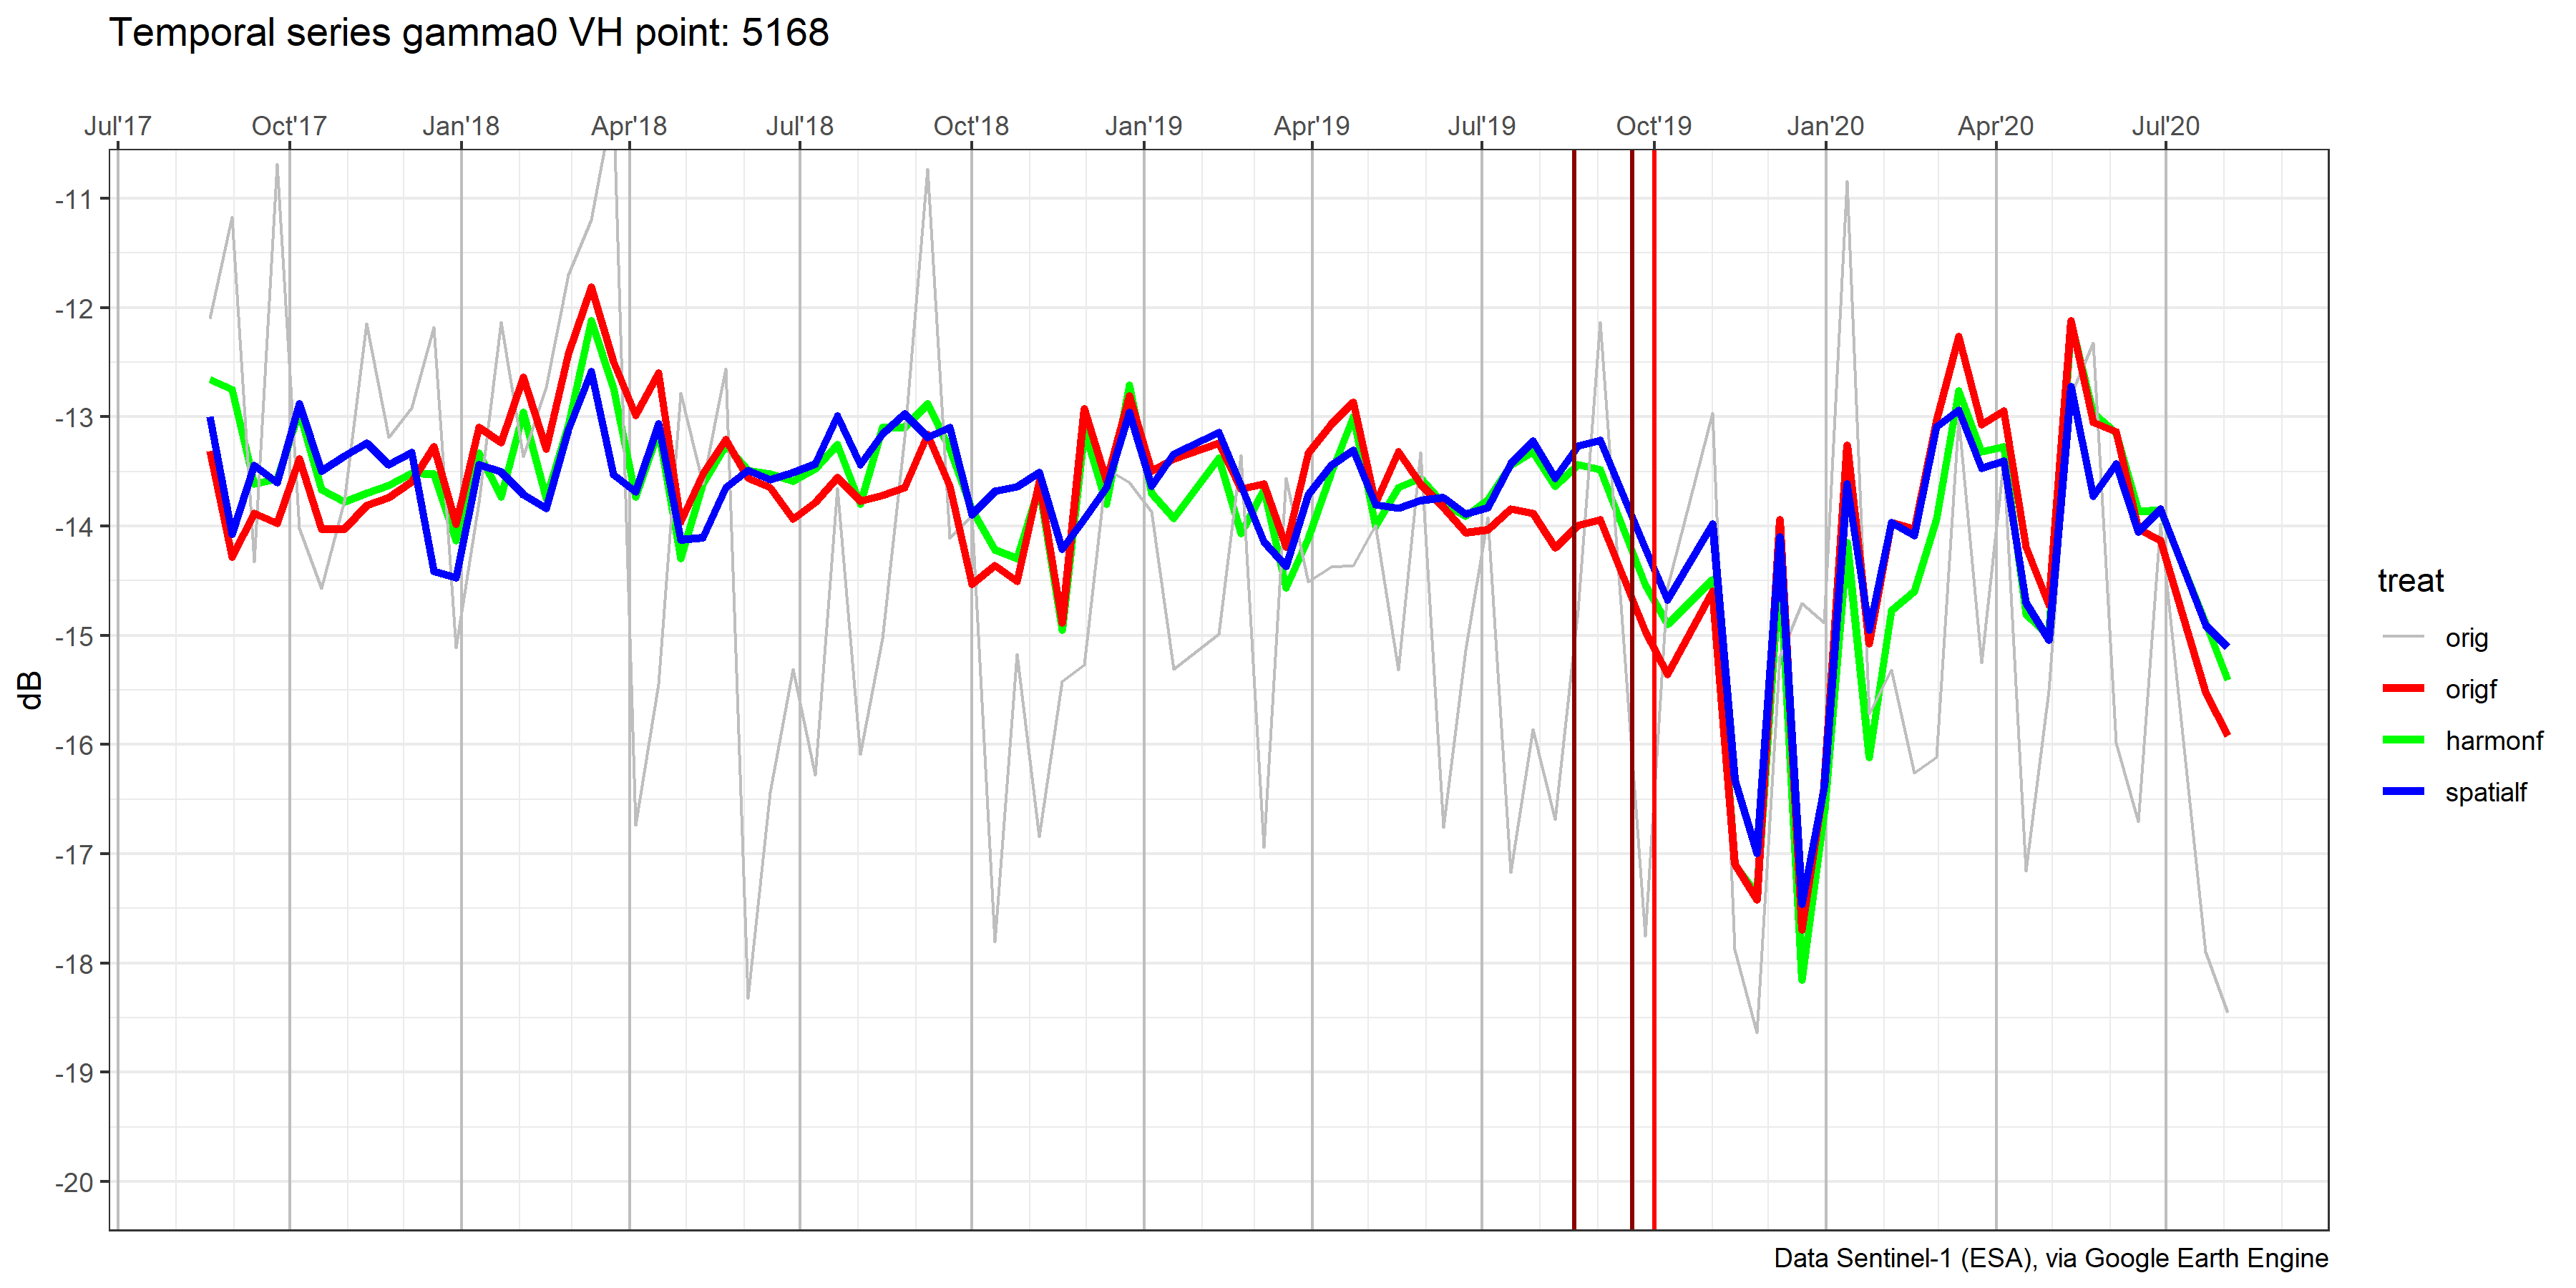 Temporal series gamma0 VH point: 5168
Jul'17 Oct'17 Jan'18 Apr'18 Jul'18 Oct'18 Jan'19 Apr'19 Jul'19 Oct'19 Jan'20 Apr'20 Jul'20
-11
-12
-13
-14
-15
-16
-17
-18
-19
-20
dB
treat
orig
origf
harmonf
spatialf
Data Sentinel-1 (ESA), via Google Earth Engine